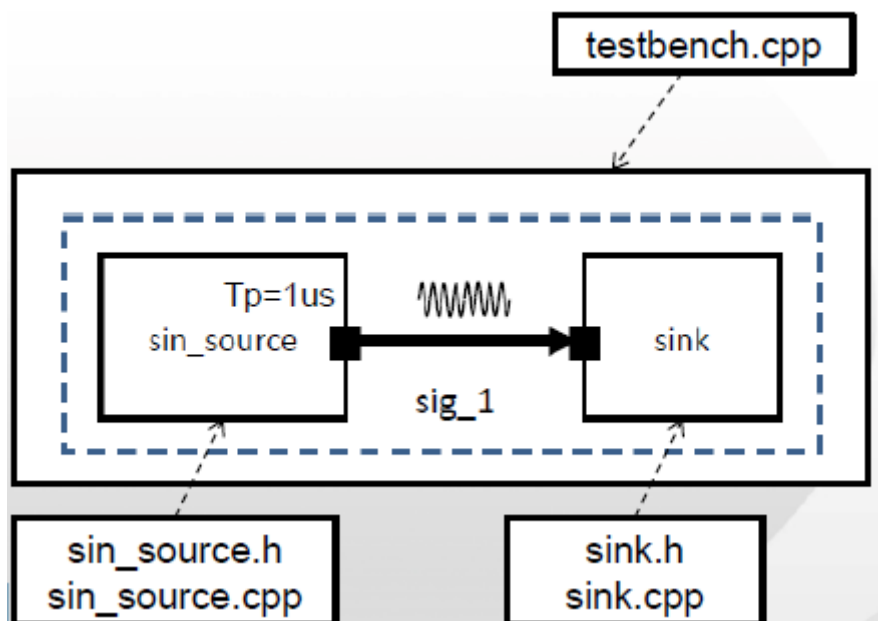 testbench.cpp
Tp=1us
sin_source
sink
sig_1
sin_source.h
sin_source.cpp
sink.h
sink.cpp